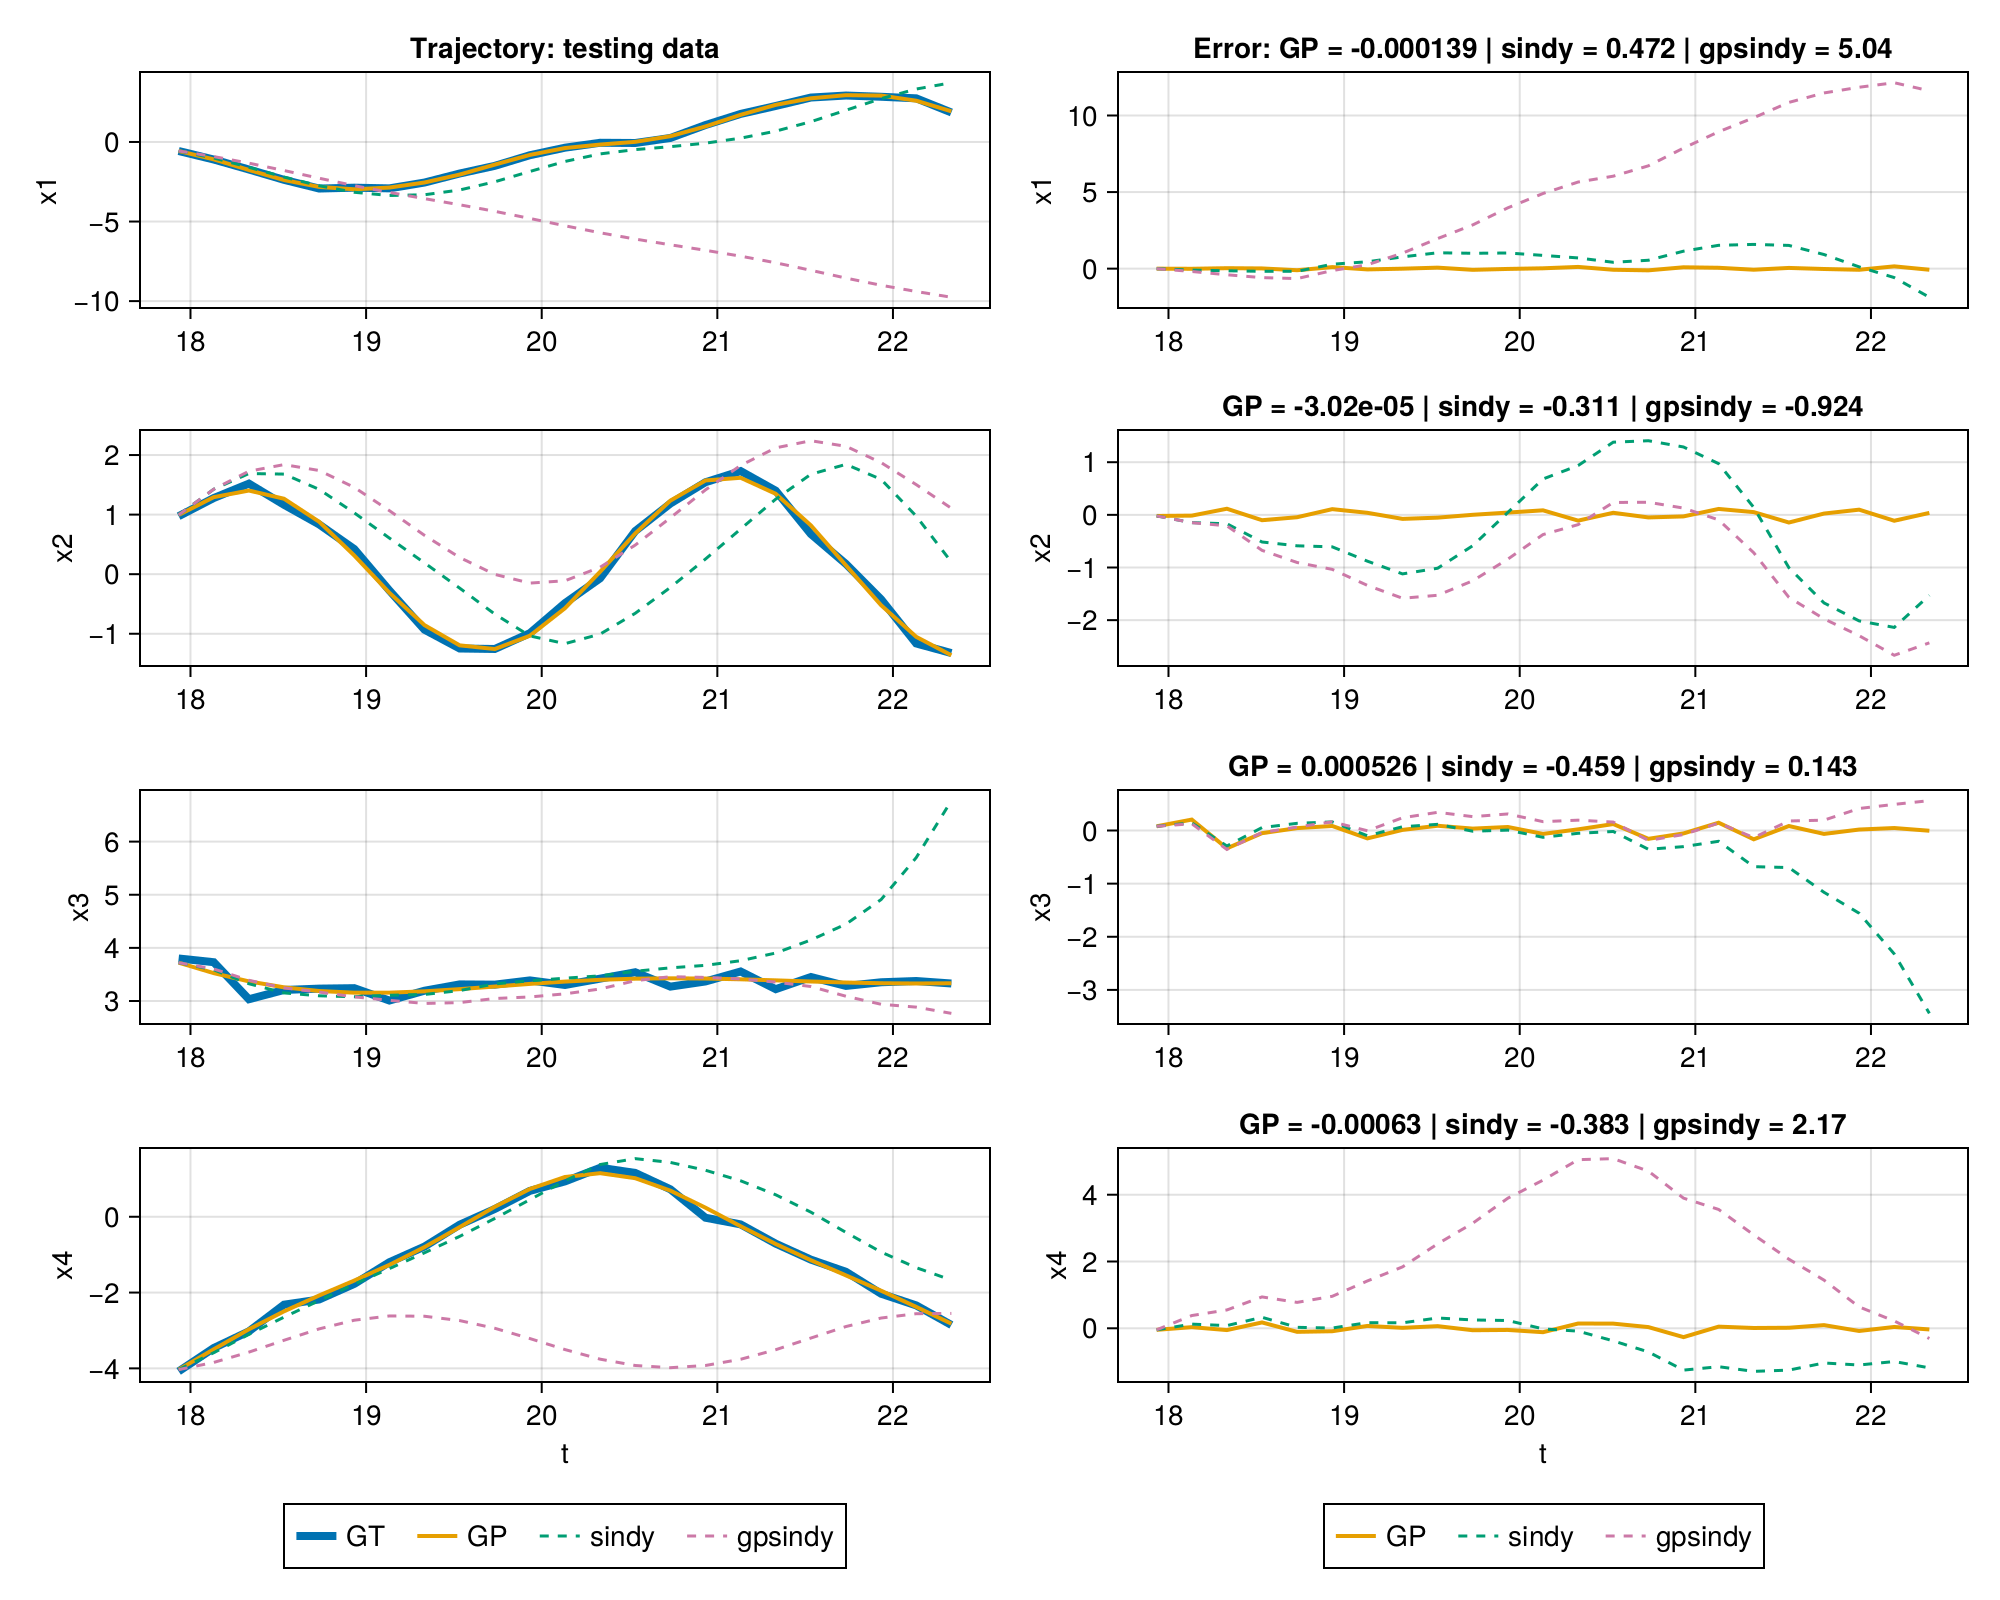 Trajectory: testing data
x1
0
−5
−10
18 19 20 21 22
Error: GP = -0.000139 | sindy = 0.472 | gpsindy = 5.04
x1
10
5
0
18 19 20 21 22
x2
2
1
0
−1
18 19 20 21 22
GP = -3.02e-05 | sindy = -0.311 | gpsindy = -0.924
x2
1
0
−1
−2
18 19 20 21 22
x3
6
5
4
3
18 19 20 21 22
GP = 0.000526 | sindy = -0.459 | gpsindy = 0.143
x3
0
−1
−2
−3
18 19 20 21 22
x4
0
−2
−4
18 19 20 21 22
t
GP = -0.00063 | sindy = -0.383 | gpsindy = 2.17
x4
4
2
0
18 19 20 21 22
t
GT GP sindy gpsindy
GP sindy gpsindy